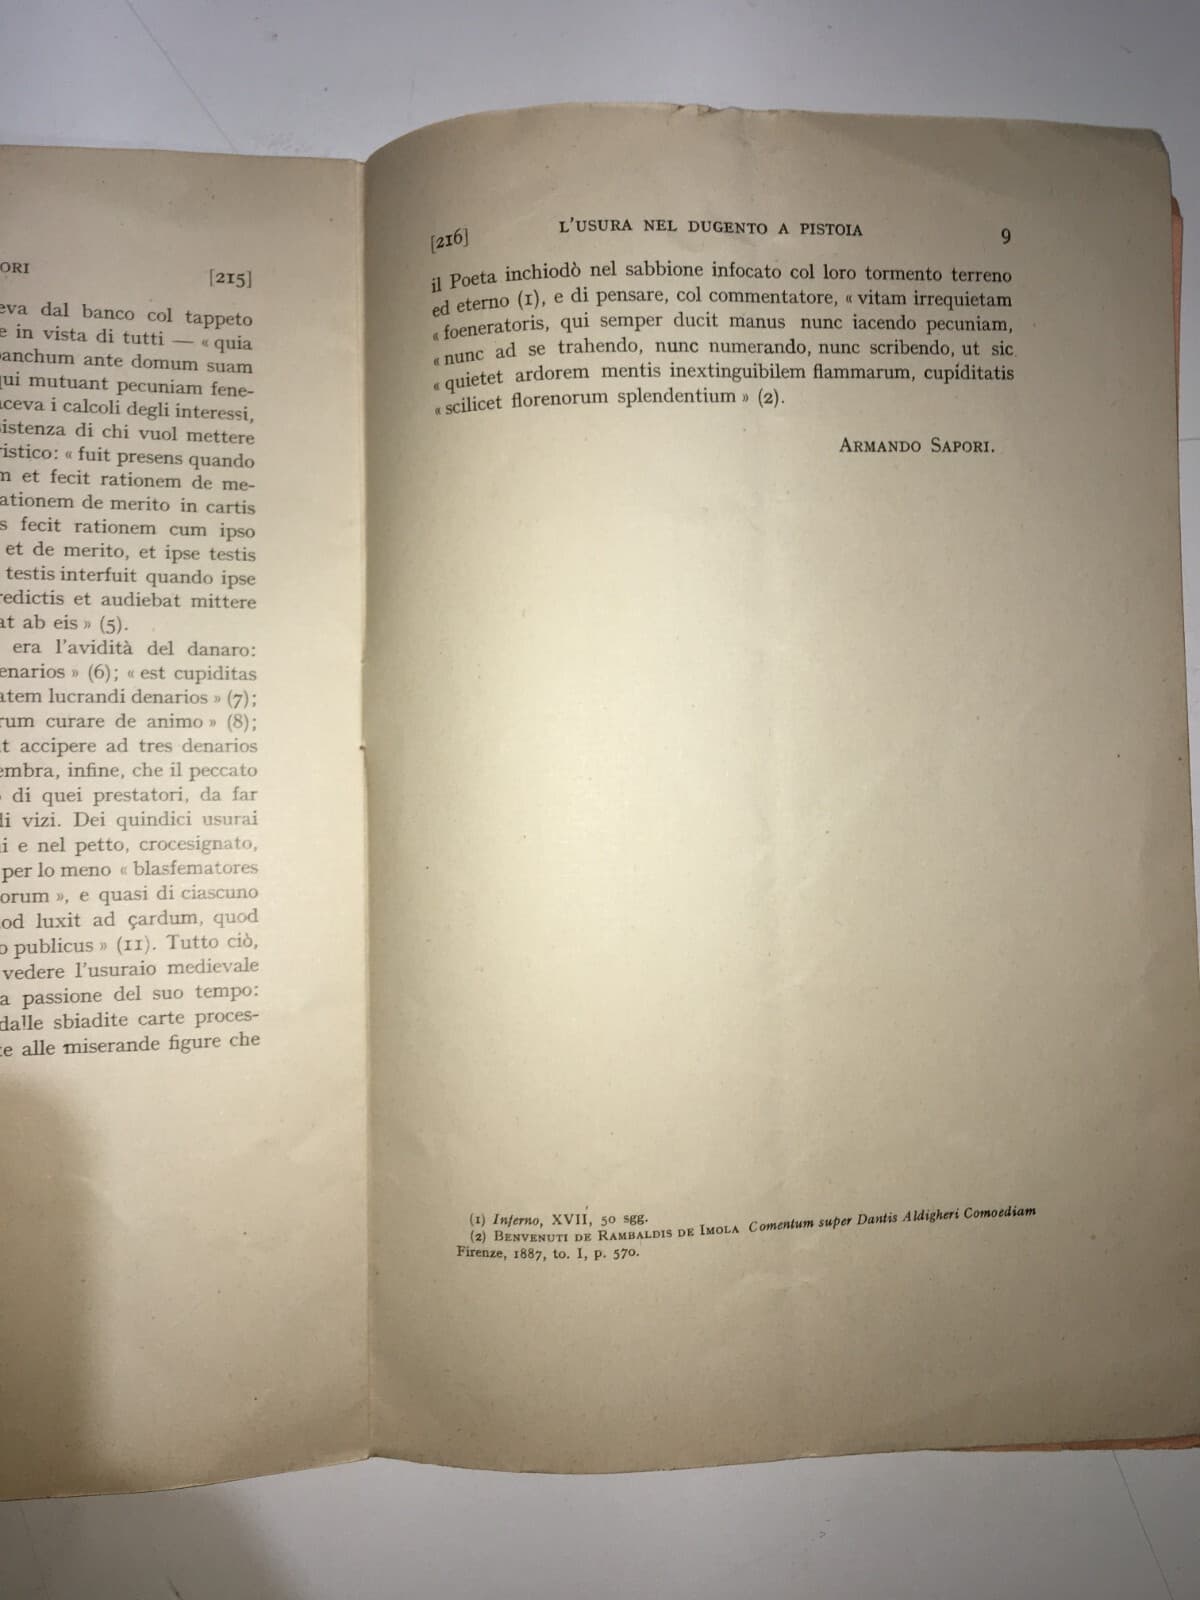 ORI [215]
eva dal banco col tappeto
e in vista di tutti — « quia
anchum ante domum suam
qui mutuant pecuniam fene-
aceva i calcoli degli interessi,
istenza di chi vuol mettere
ristico: « fuit presens quando
m et fecit rationem de me-
ationem de merito in cartis
s fecit rationem cum ipso
et de merito, et ipse testis
testis interfuit quando ipse
redictis et audiebat mittere
at ab eis » (5).
era l'avidità del danaro:
enarios » (6); « est cupiditas
atem lucrandi denarios » (7);
rum curare de animo » (8);
t accipere ad tres denarios
embra, infine, che il peccato
di quei prestatori, da far
li vizi. Dei quindici usurai
i e nel petto, crocesignato,
per lo meno « blasfematores
orum », e quasi di ciascuno
od luxit ad çardum, quod
o publicus » (11). Tutto ciò,
vedere l'usuraio medievale
a passione del suo tempo:
dalle sbiadite carte proces-
te alle miserande figure che
[216] L'USURA NEL DUGENTO A PISTOIA 9
il Poeta inchiodò nel sabbione infocato col loro tormento terreno
ed eterno (1), e di pensare, col commentatore, « vitam irrequietam
« foeneratoris, qui semper ducit manus nunc iacendo pecuniam,
« nunc ad se trahendo, nunc numerando, nunc scribendo, ut sic
« quietet ardorem mentis inextinguibilem flammarum, cupiditatis
« scilicet florenorum splendentium » (2).
ARMANDO SAPORI.
(1) Inferno, XVII, 50 sgg.
(2) BENVENUTI DE RAMBALDIS DE IMOLA Comentum super Dantis Aldigheri Comoediam
Firenze, 1887, to. I, p. 570.